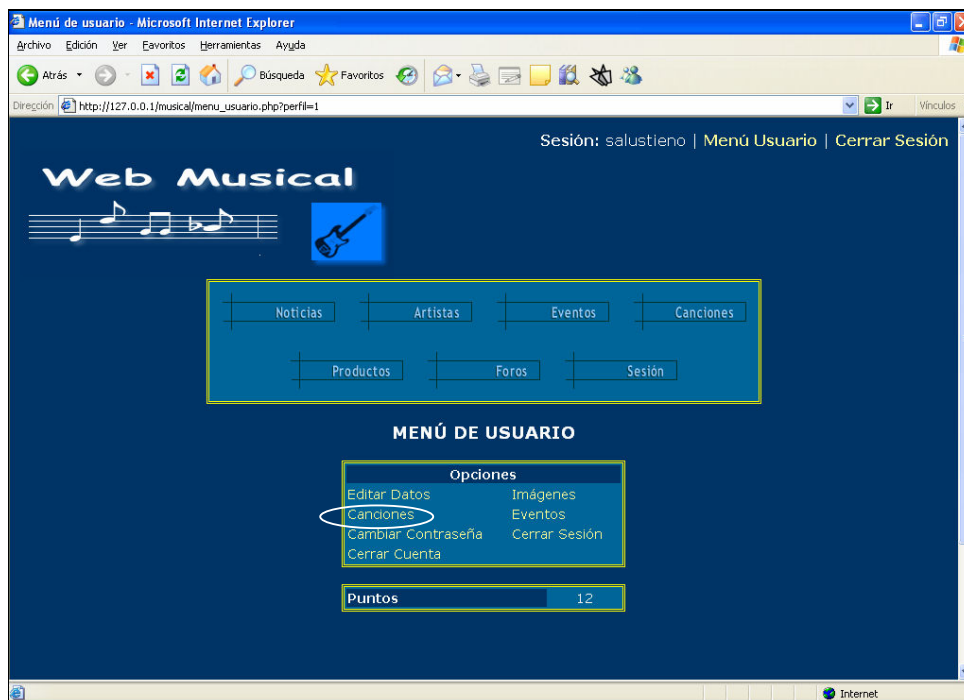 Menú de usuario - Microsoft Internet Explorer
Archivo Edición Ver Favoritos Herramientas Ayuda
Atrás Búsqueda Favoritos
Dirección http://127.0.0.1/musical/menu_usuario.php?perfil=1 Ir Vínculos
Sesión: salustieno | Menú Usuario | Cerrar Sesión
Web Musical
Noticias Artistas Eventos Canciones
Productos Foros Sesión
MENÚ DE USUARIO
Opciones
Editar Datos Imágenes
Canciones Eventos
Cambiar Contraseña Cerrar Sesión
Cerrar Cuenta
Puntos 12
Internet